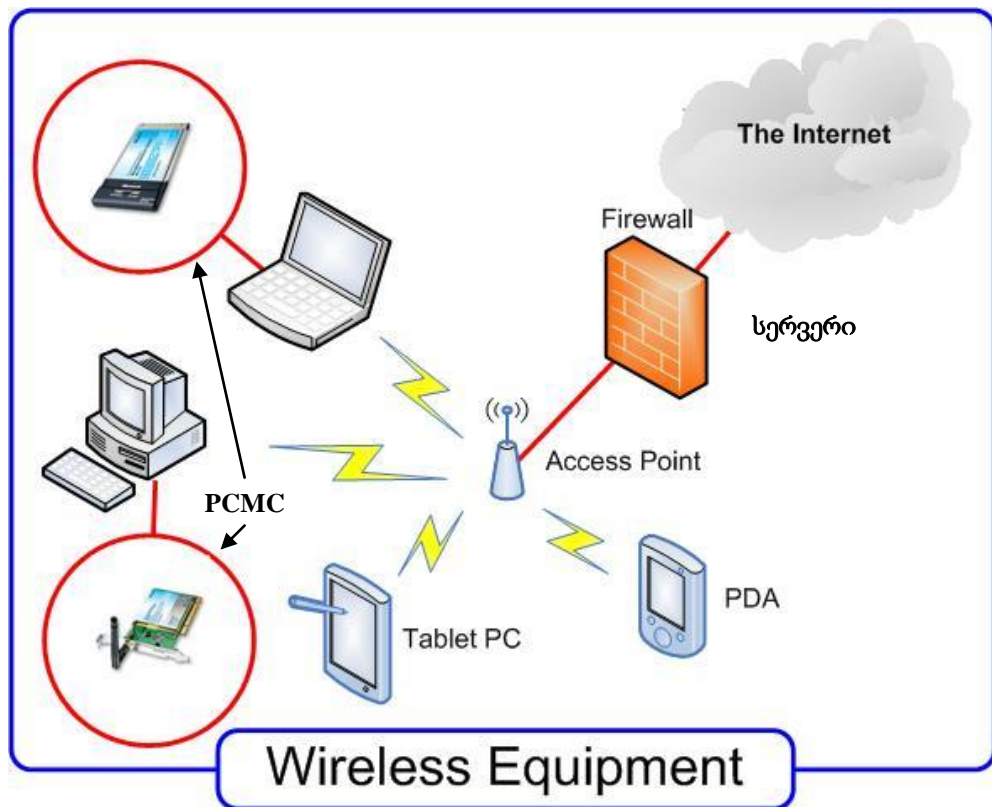 The Internet
Firewall
სერვერი
Access Point
PCMC
PDA
Tablet PC
Wireless Equipment